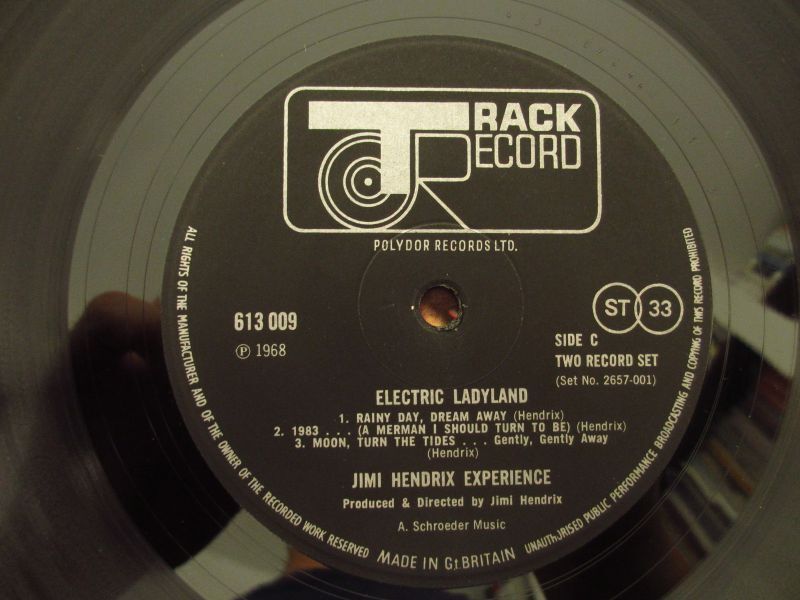 TRACK
RECORD
POLYDOR RECORDS LTD.
613 009
℗ 1968
ST 33
SIDE C
TWO RECORD SET
(Set No. 2657-001)
ELECTRIC LADYLAND
1. RAINY DAY, DREAM AWAY (Hendrix)
2. 1983 . . . (A MERMAN I SHOULD TURN TO BE) (Hendrix)
3. MOON, TURN THE TIDES . . . Gently, Gently Away
(Hendrix)
JIMI HENDRIX EXPERIENCE
Produced & Directed by Jimi Hendrix
A. Schroeder Music
ALL RIGHTS OF THE MANUFACTURER AND OF THE OWNER OF THE RECORDED WORK RESERVED
MADE IN Gt. BRITAIN
UNAUTHORISED PUBLIC PERFORMANCE BROADCASTING AND COPYING OF THIS RECORD PROHIBITED